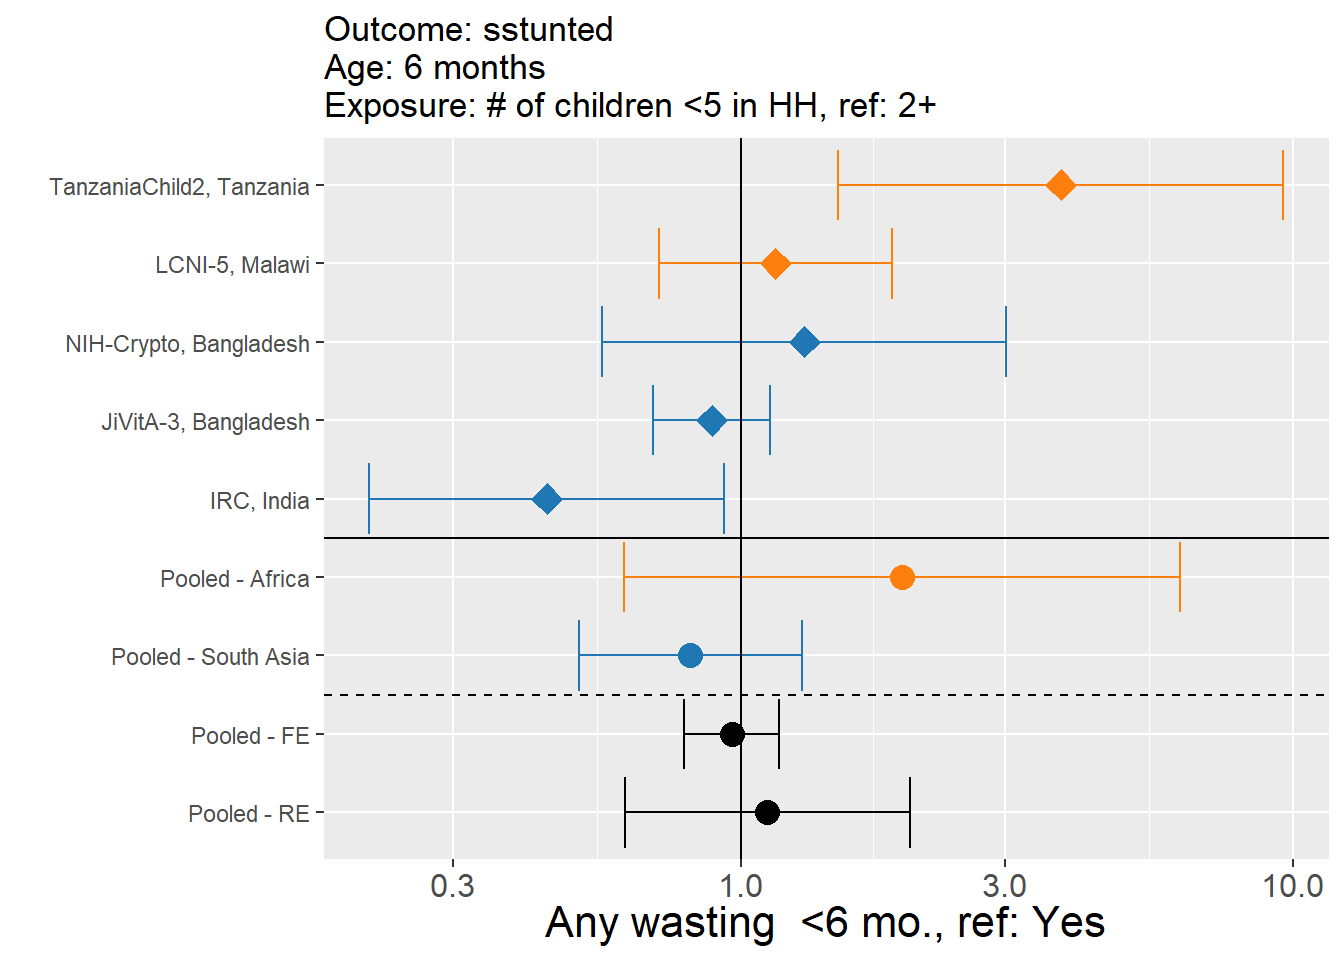 Outcome: sstunted
Age: 6 months
Exposure: # of children <5 in HH, ref: 2+
TanzaniaChild2, Tanzania
LCNI-5, Malawi
NIH-Crypto, Bangladesh
JiVitA-3, Bangladesh
IRC, India
Pooled - Africa
Pooled - South Asia
Pooled - FE
Pooled - RE
0.3 1.0 3.0 10.0
Any wasting  <6 mo., ref: Yes